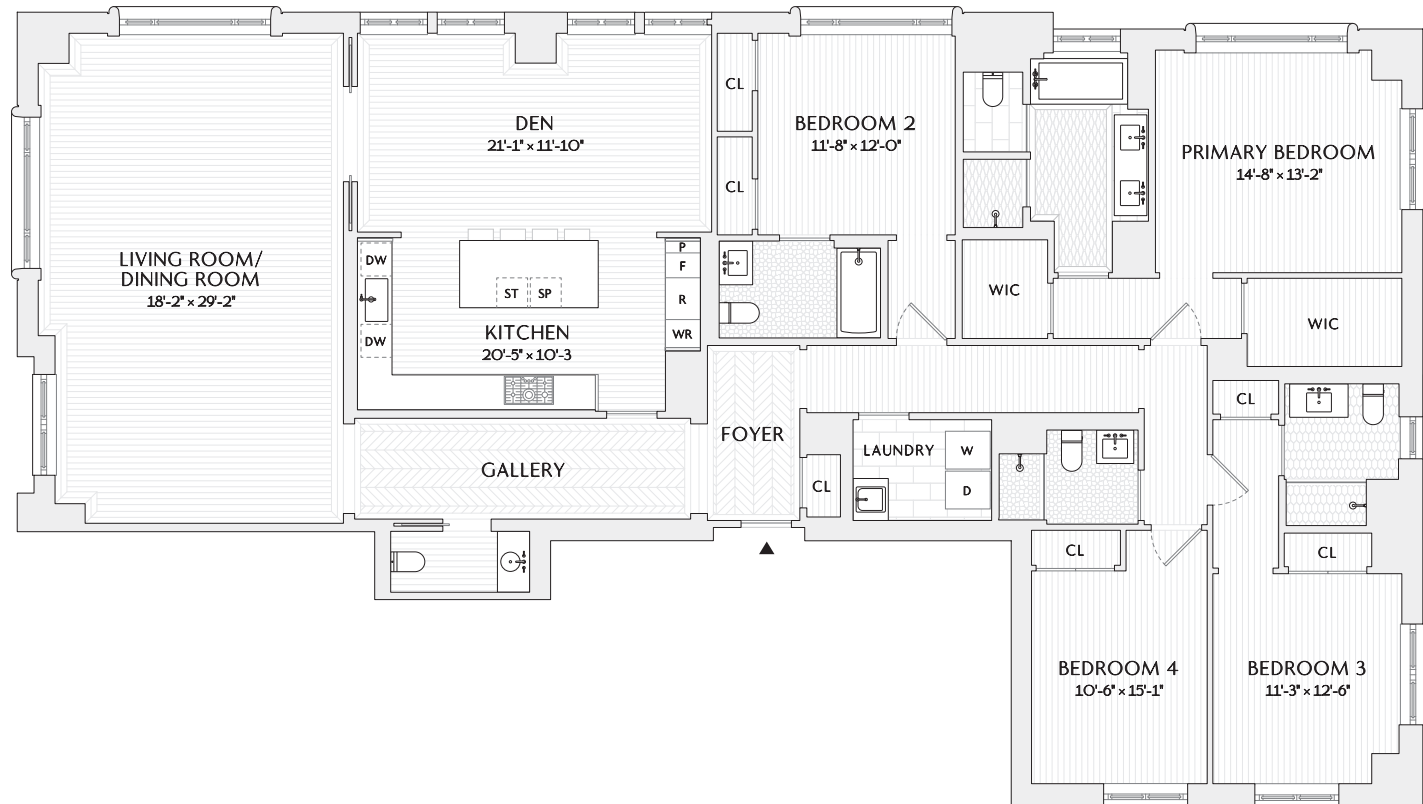 CL
DEN
21'-1" × 11'-10"
BEDROOM 2
11'-8" × 12'-0"
PRIMARY BEDROOM
14'-8" × 13'-2"
CL
LIVING ROOM/
DINING ROOM
18'-2" × 29'-2"
DW
P
F
ST
SP
R
WIC
DW
KITCHEN
20'-5" × 10'-3
WR
WIC
CL
FOYER
LAUNDRY
W
GALLERY
CL
D
CL
CL
BEDROOM 4
10'-6" × 15'-1"
BEDROOM 3
11'-3" × 12'-6"